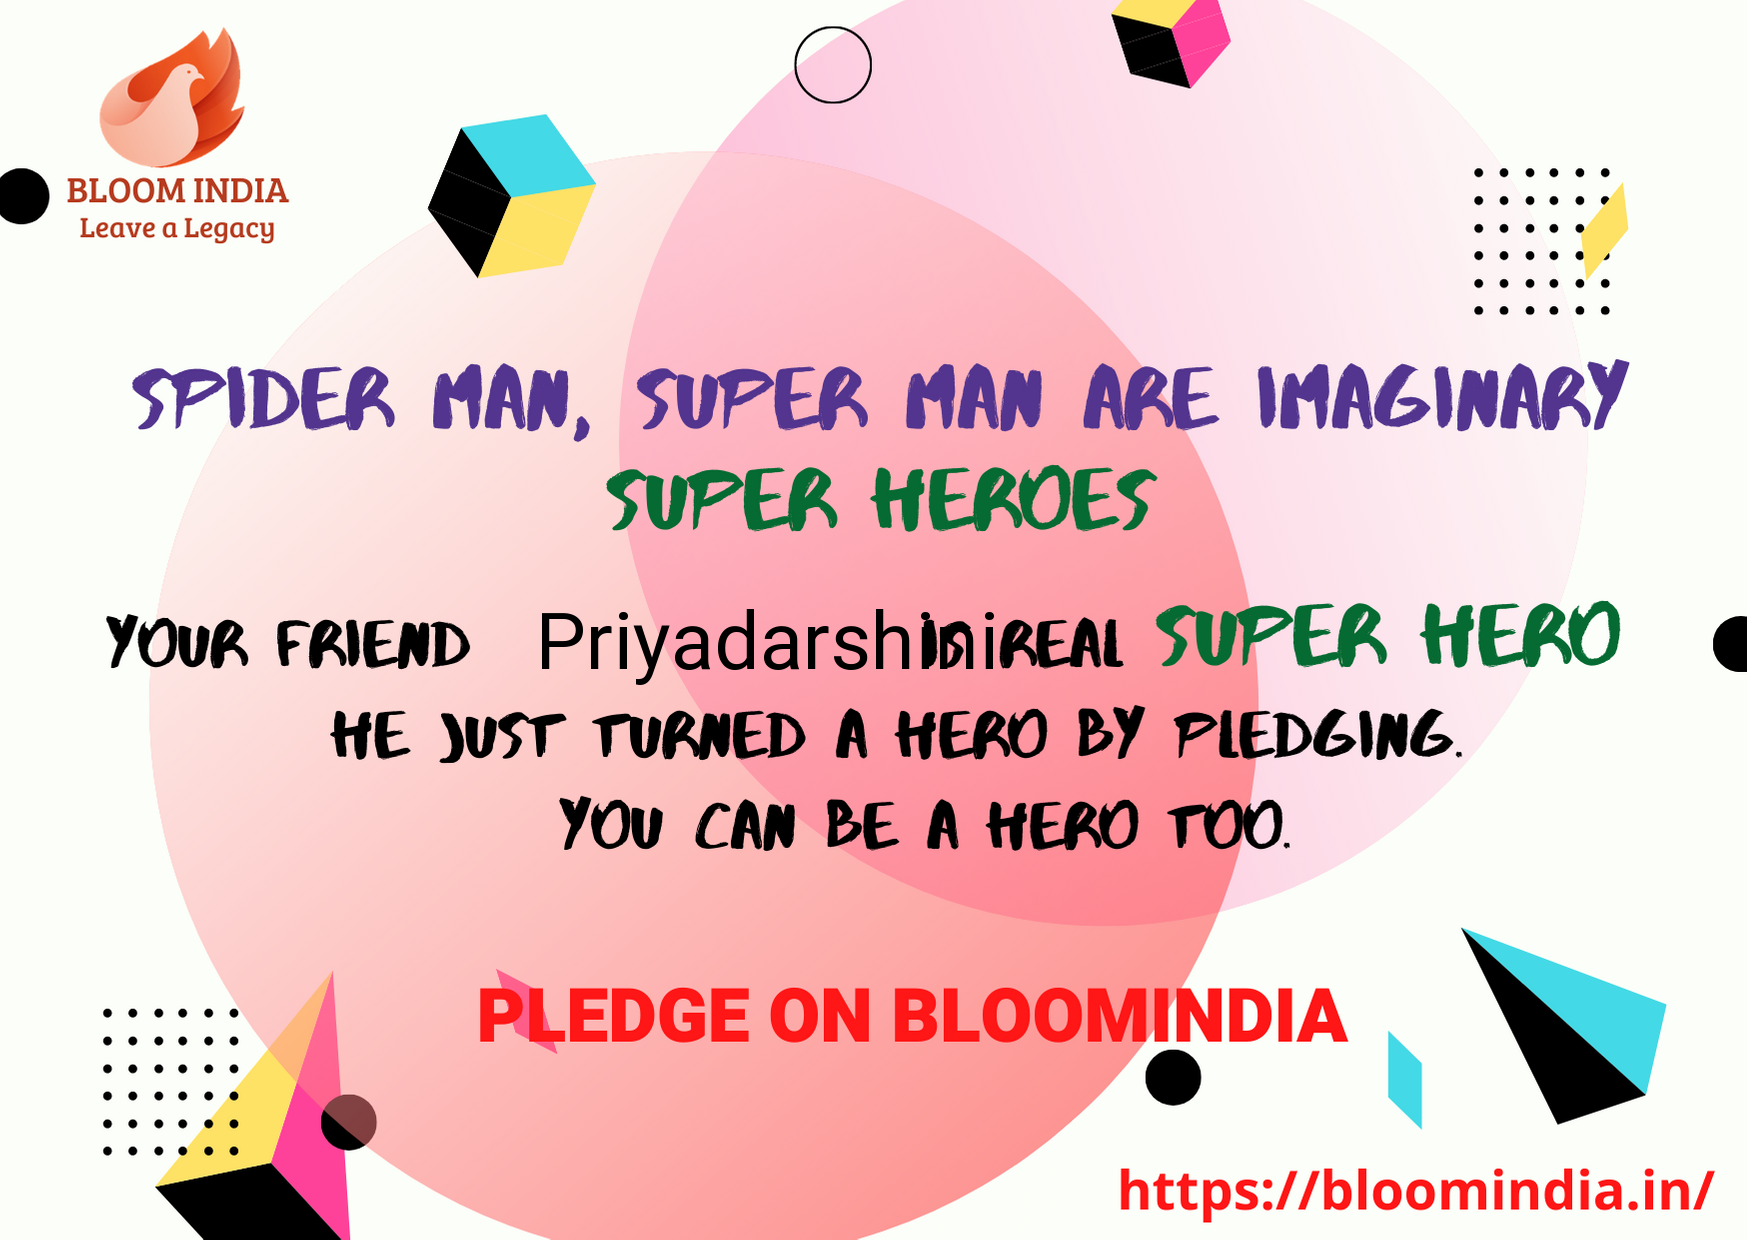 BLOOM INDIA
Leave a Legacy
SPIDER MAN, SUPER MAN ARE IMAGINARY
SUPER HEROES
YOUR FRIEND Priyadarshini IS REAL SUPER HERO
HE JUST TURNED A HERO BY PLEDGING.
YOU CAN BE A HERO TOO.
PLEDGE ON BLOOMINDIA
https://bloomindia.in/